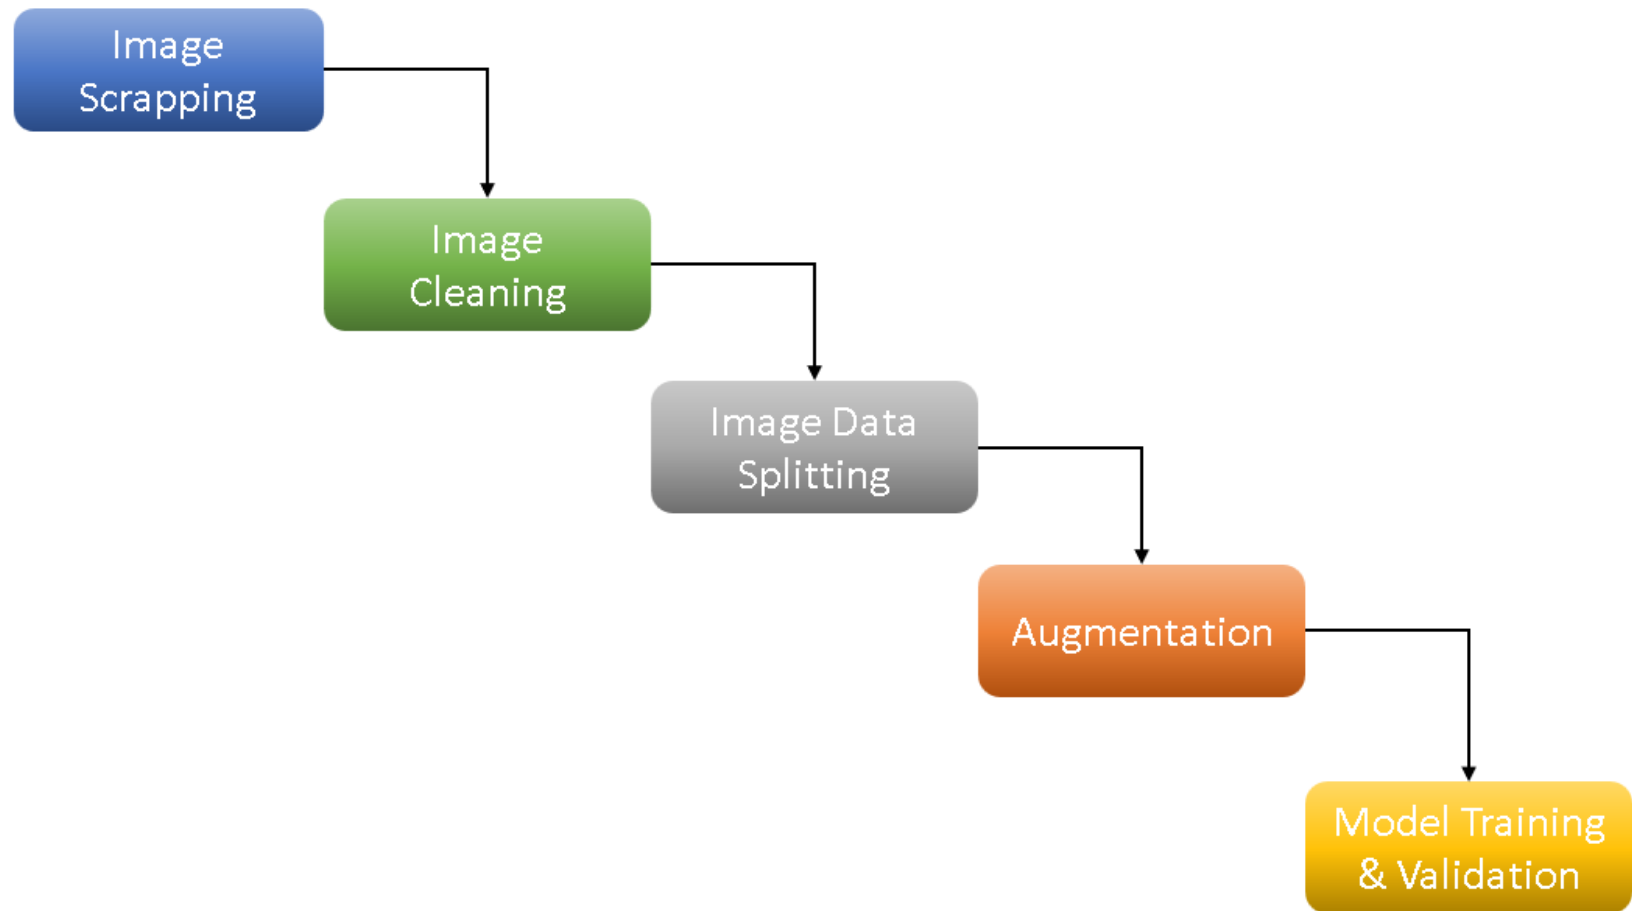 Image
Scrapping
Image
Cleaning
Image Data
Splitting
Augmentation
Model Training
& Validation